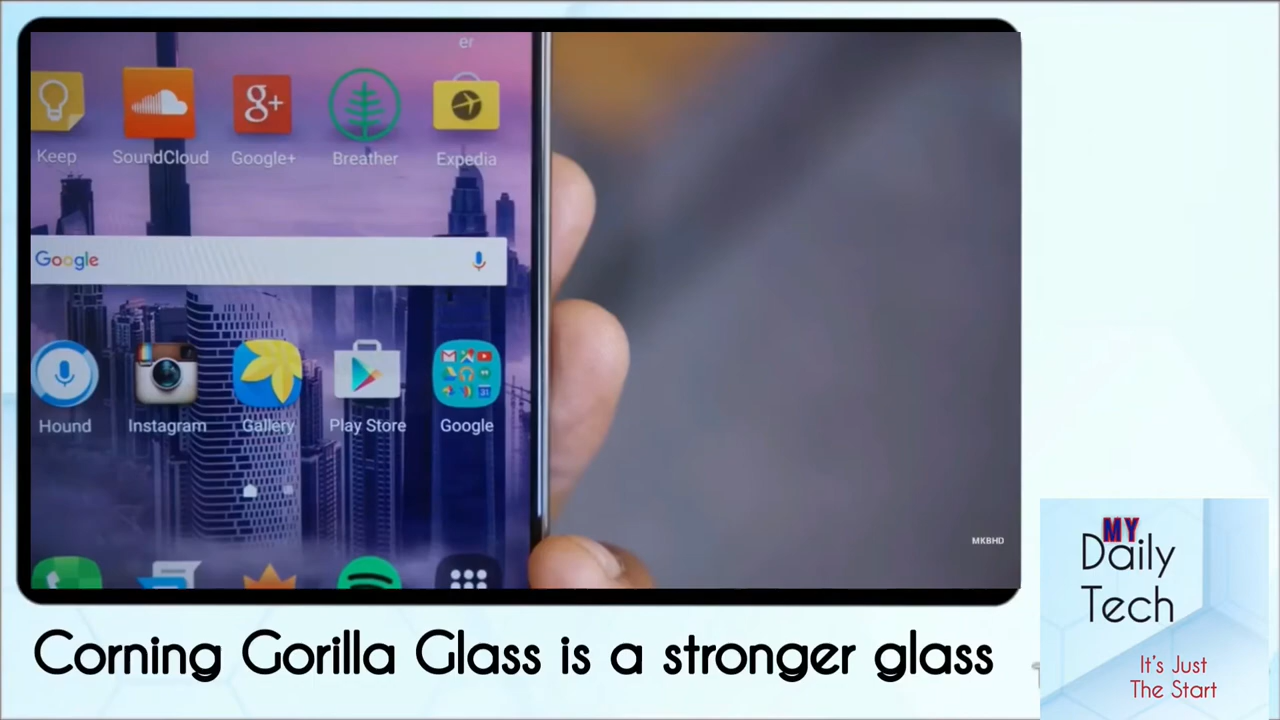 er
Keep SoundCloud Google+ Breather Expedia
Google
Hound Instagram Gallery Play Store Google
MKBHD
Corning Gorilla Glass is a stronger glass
MY
Daily
Tech
It's Just
The Start